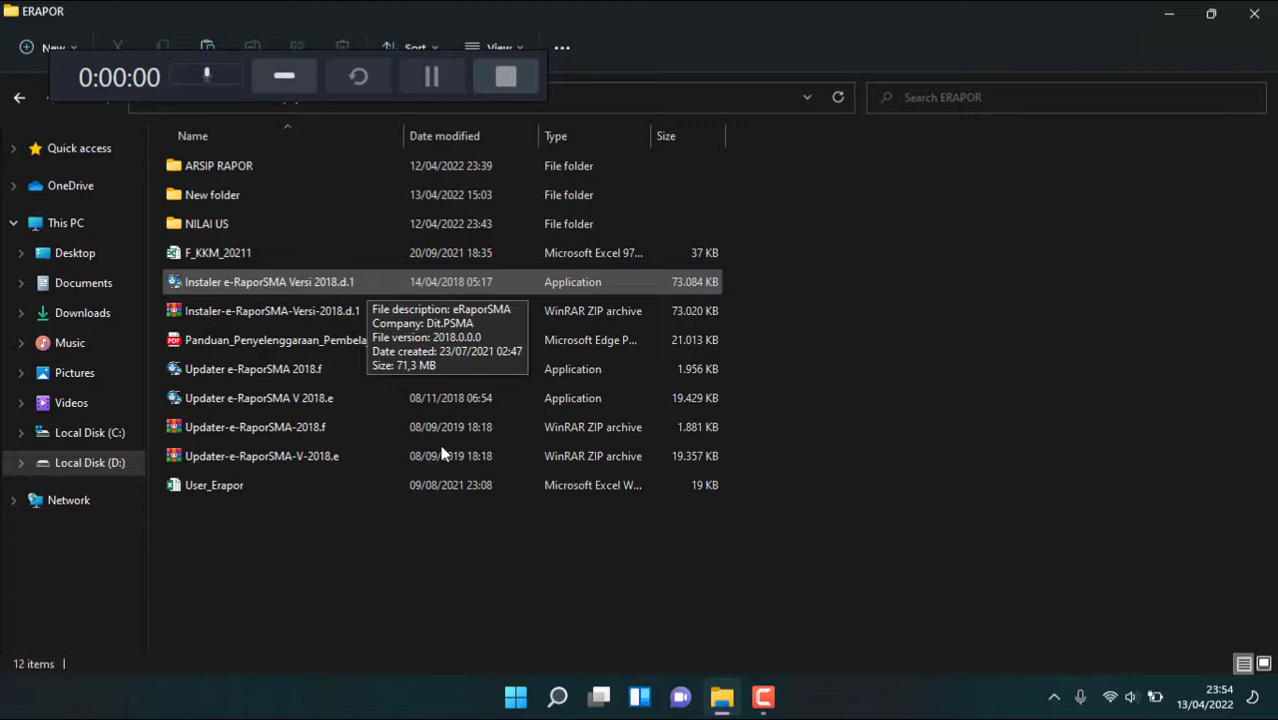 ERAPOR
New
Sort
View
0:00:00
Search ERAPOR
Name
Date modified
Type
Size
Quick access
OneDrive
This PC
Desktop
Documents
Downloads
Music
Pictures
Videos
Local Disk (C:)
Local Disk (D:)
Network
ARSIP RAPOR 12/04/2022 23:39 File folder
New folder 13/04/2022 15:03 File folder
NILAI US 12/04/2022 23:43 File folder
F_KKM_20211 20/09/2021 18:35 Microsoft Excel 97... 37 KB
Instaler e-RaporSMA Versi 2018.d.1 14/04/2018 05:17 Application 73.084 KB
Instaler-e-RaporSMA-Versi-2018.d.1 WinRAR ZIP archive 73.020 KB
Panduan_Penyelenggaraan_Pembela Microsoft Edge P... 21.013 KB
Updater e-RaporSMA 2018.f Application 1.956 KB
Updater e-RaporSMA V 2018.e 08/11/2018 06:54 Application 19.429 KB
Updater-e-RaporSMA-2018.f 08/09/2019 18:18 WinRAR ZIP archive 1.881 KB
Updater-e-RaporSMA-V-2018.e 08/09/2019 18:18 WinRAR ZIP archive 19.357 KB
User_Erapor 09/08/2021 23:08 Microsoft Excel W... 19 KB
File description: eRaporSMA
Company: Dit.PSMA
File version: 2018.0.0.0
Date created: 23/07/2021 02:47
Size: 71,3 MB
12 items
23:54
13/04/2022